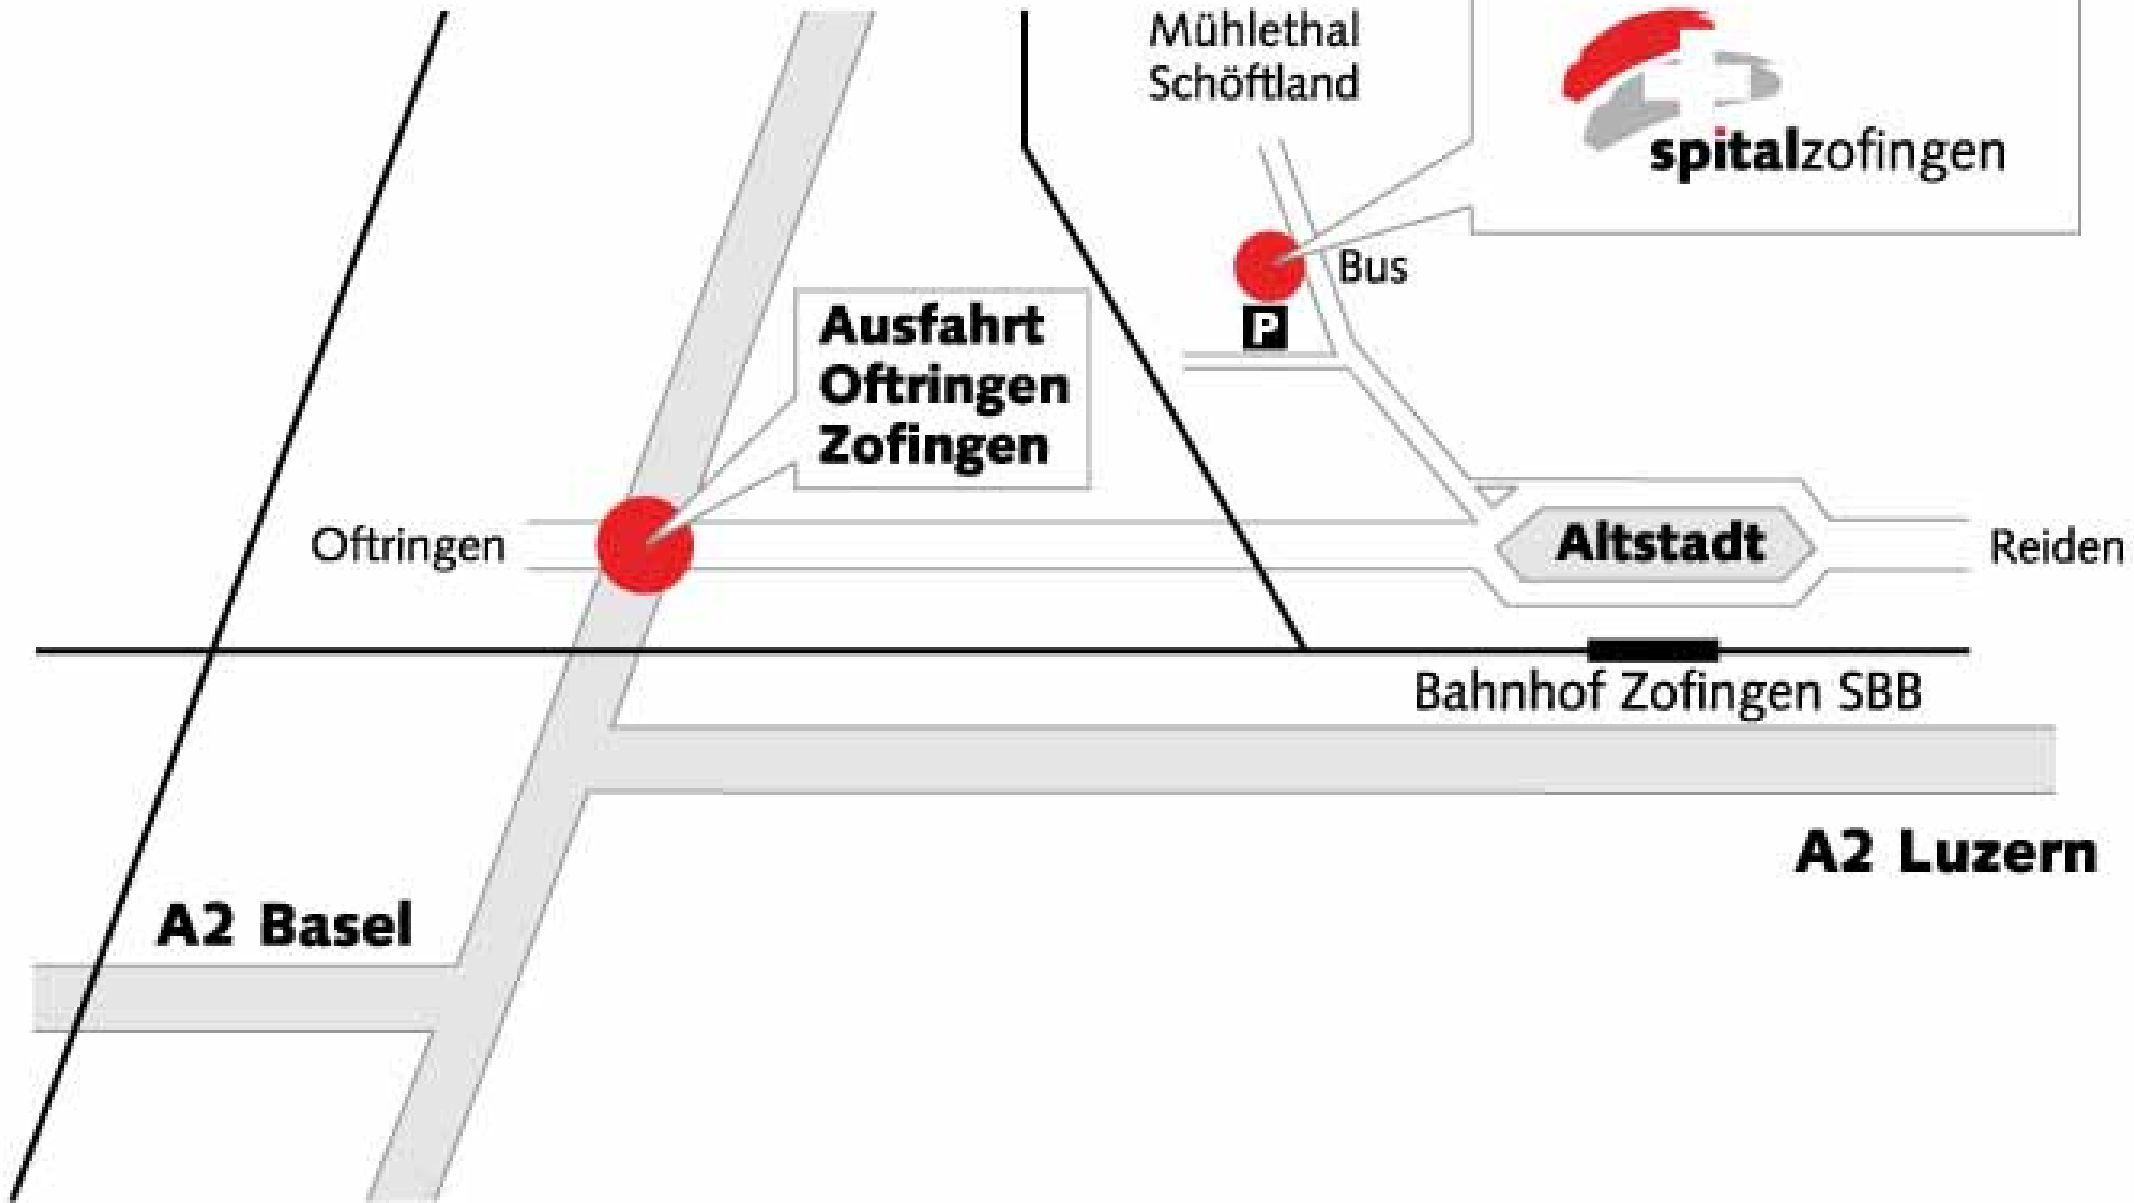 Mühlethal
Schöftland
spitalzofingen
Bus
P
Ausfahrt
Oftringen
Zofingen
Oftringen
Altstadt
Reiden
Bahnhof Zofingen SBB
A2 Luzern
A2 Basel